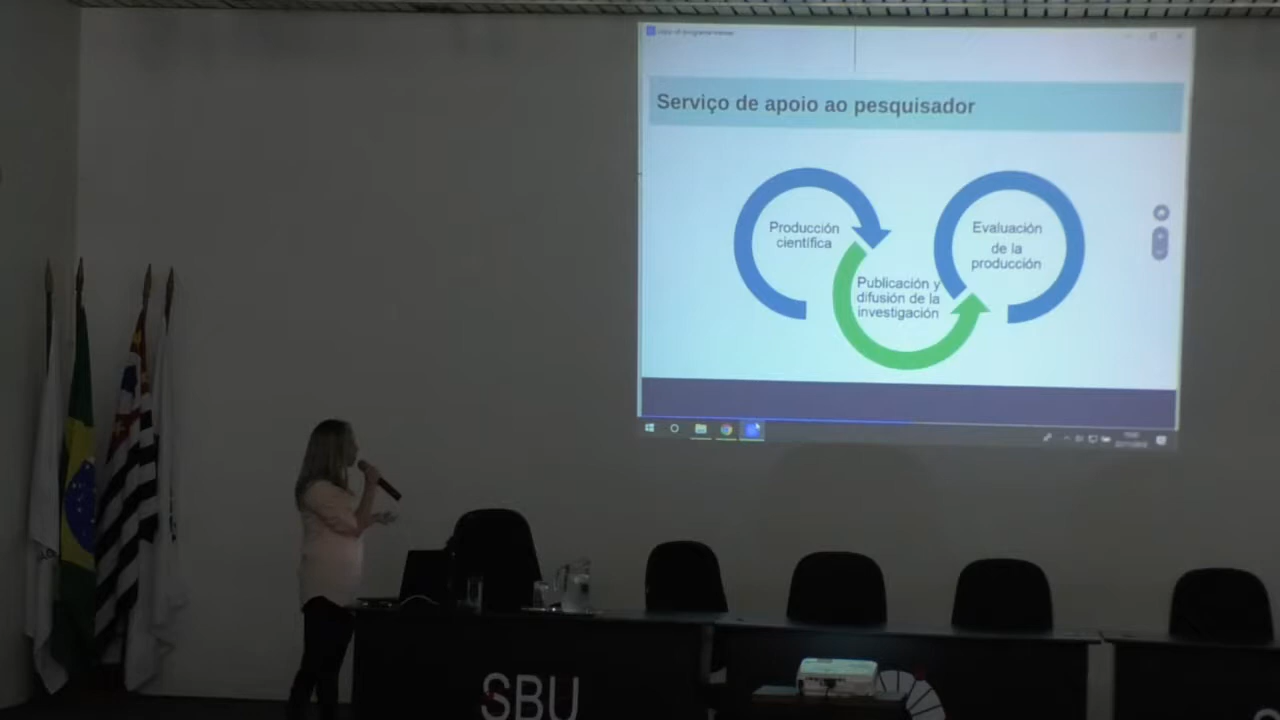 Serviço de apoio ao pesquisador
Producción
científica
Publicación y
difusión de la
investigación
Evaluación
de la
producción
SBU